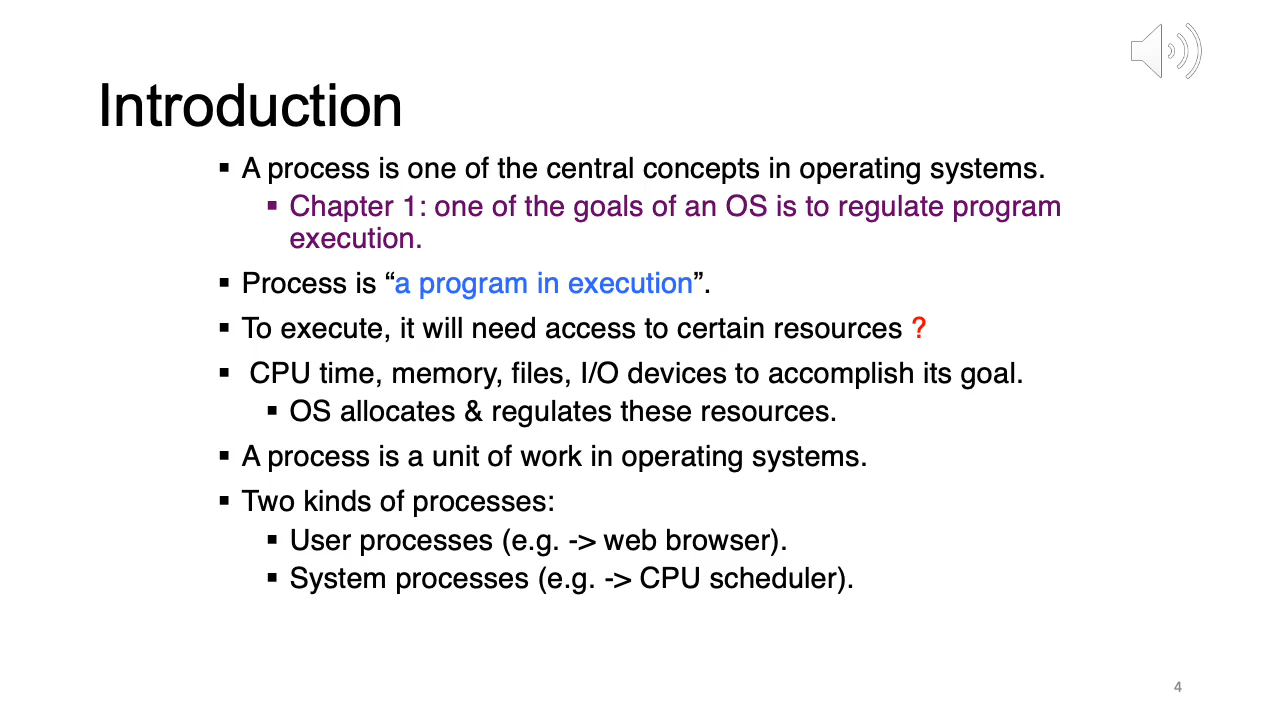 Introduction
▪ A process is one of the central concepts in operating systems.
▪ Chapter 1: one of the goals of an OS is to regulate program
execution.
▪ Process is “a program in execution”.
▪ To execute, it will need access to certain resources ?
▪ CPU time, memory, files, I/O devices to accomplish its goal.
▪ OS allocates & regulates these resources.
▪ A process is a unit of work in operating systems.
▪ Two kinds of processes:
▪ User processes (e.g. -> web browser).
▪ System processes (e.g. -> CPU scheduler).
4